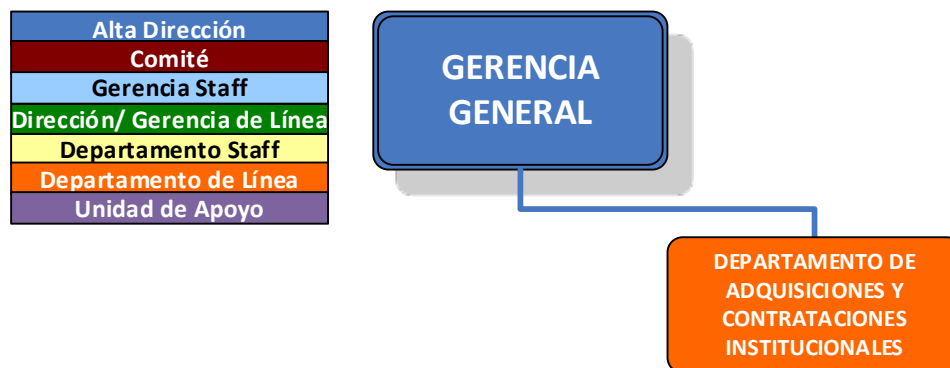 Alta Dirección
Comité
Gerencia Staff
Dirección/ Gerencia de Línea
Departamento Staff
Departamento de Línea
Unidad de Apoyo
GERENCIA
GENERAL
DEPARTAMENTO DE
ADQUISICIONES Y
CONTRATACIONES
INSTITUCIONALES